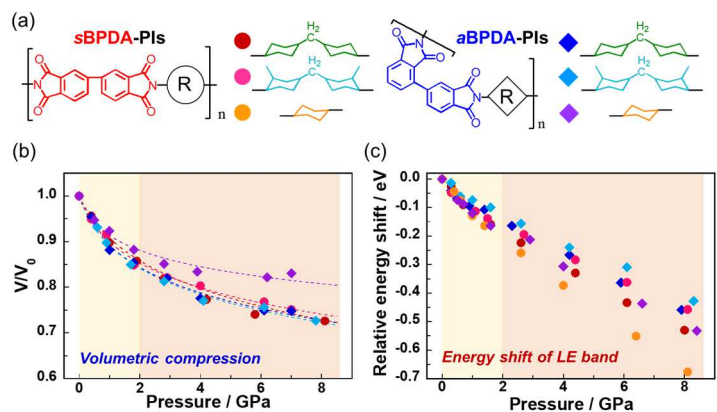 (a)
sBPDA-PIs
aBPDA-PIs
O
O
N
N
O
O
R
n
H2
C
H2
C
O
N
O
O
N
O
R
n
H2
C
H2
C
(b)
V/V0
1.0
0.9
0.8
0.7
0.6
Volumetric compression
0 2 4 6 8
Pressure / GPa
(c)
Relative energy shift / eV
-0.0
-0.1
-0.2
-0.3
-0.4
-0.5
-0.6
-0.7
Energy shift of LE band
0 2 4 6 8
Pressure / GPa